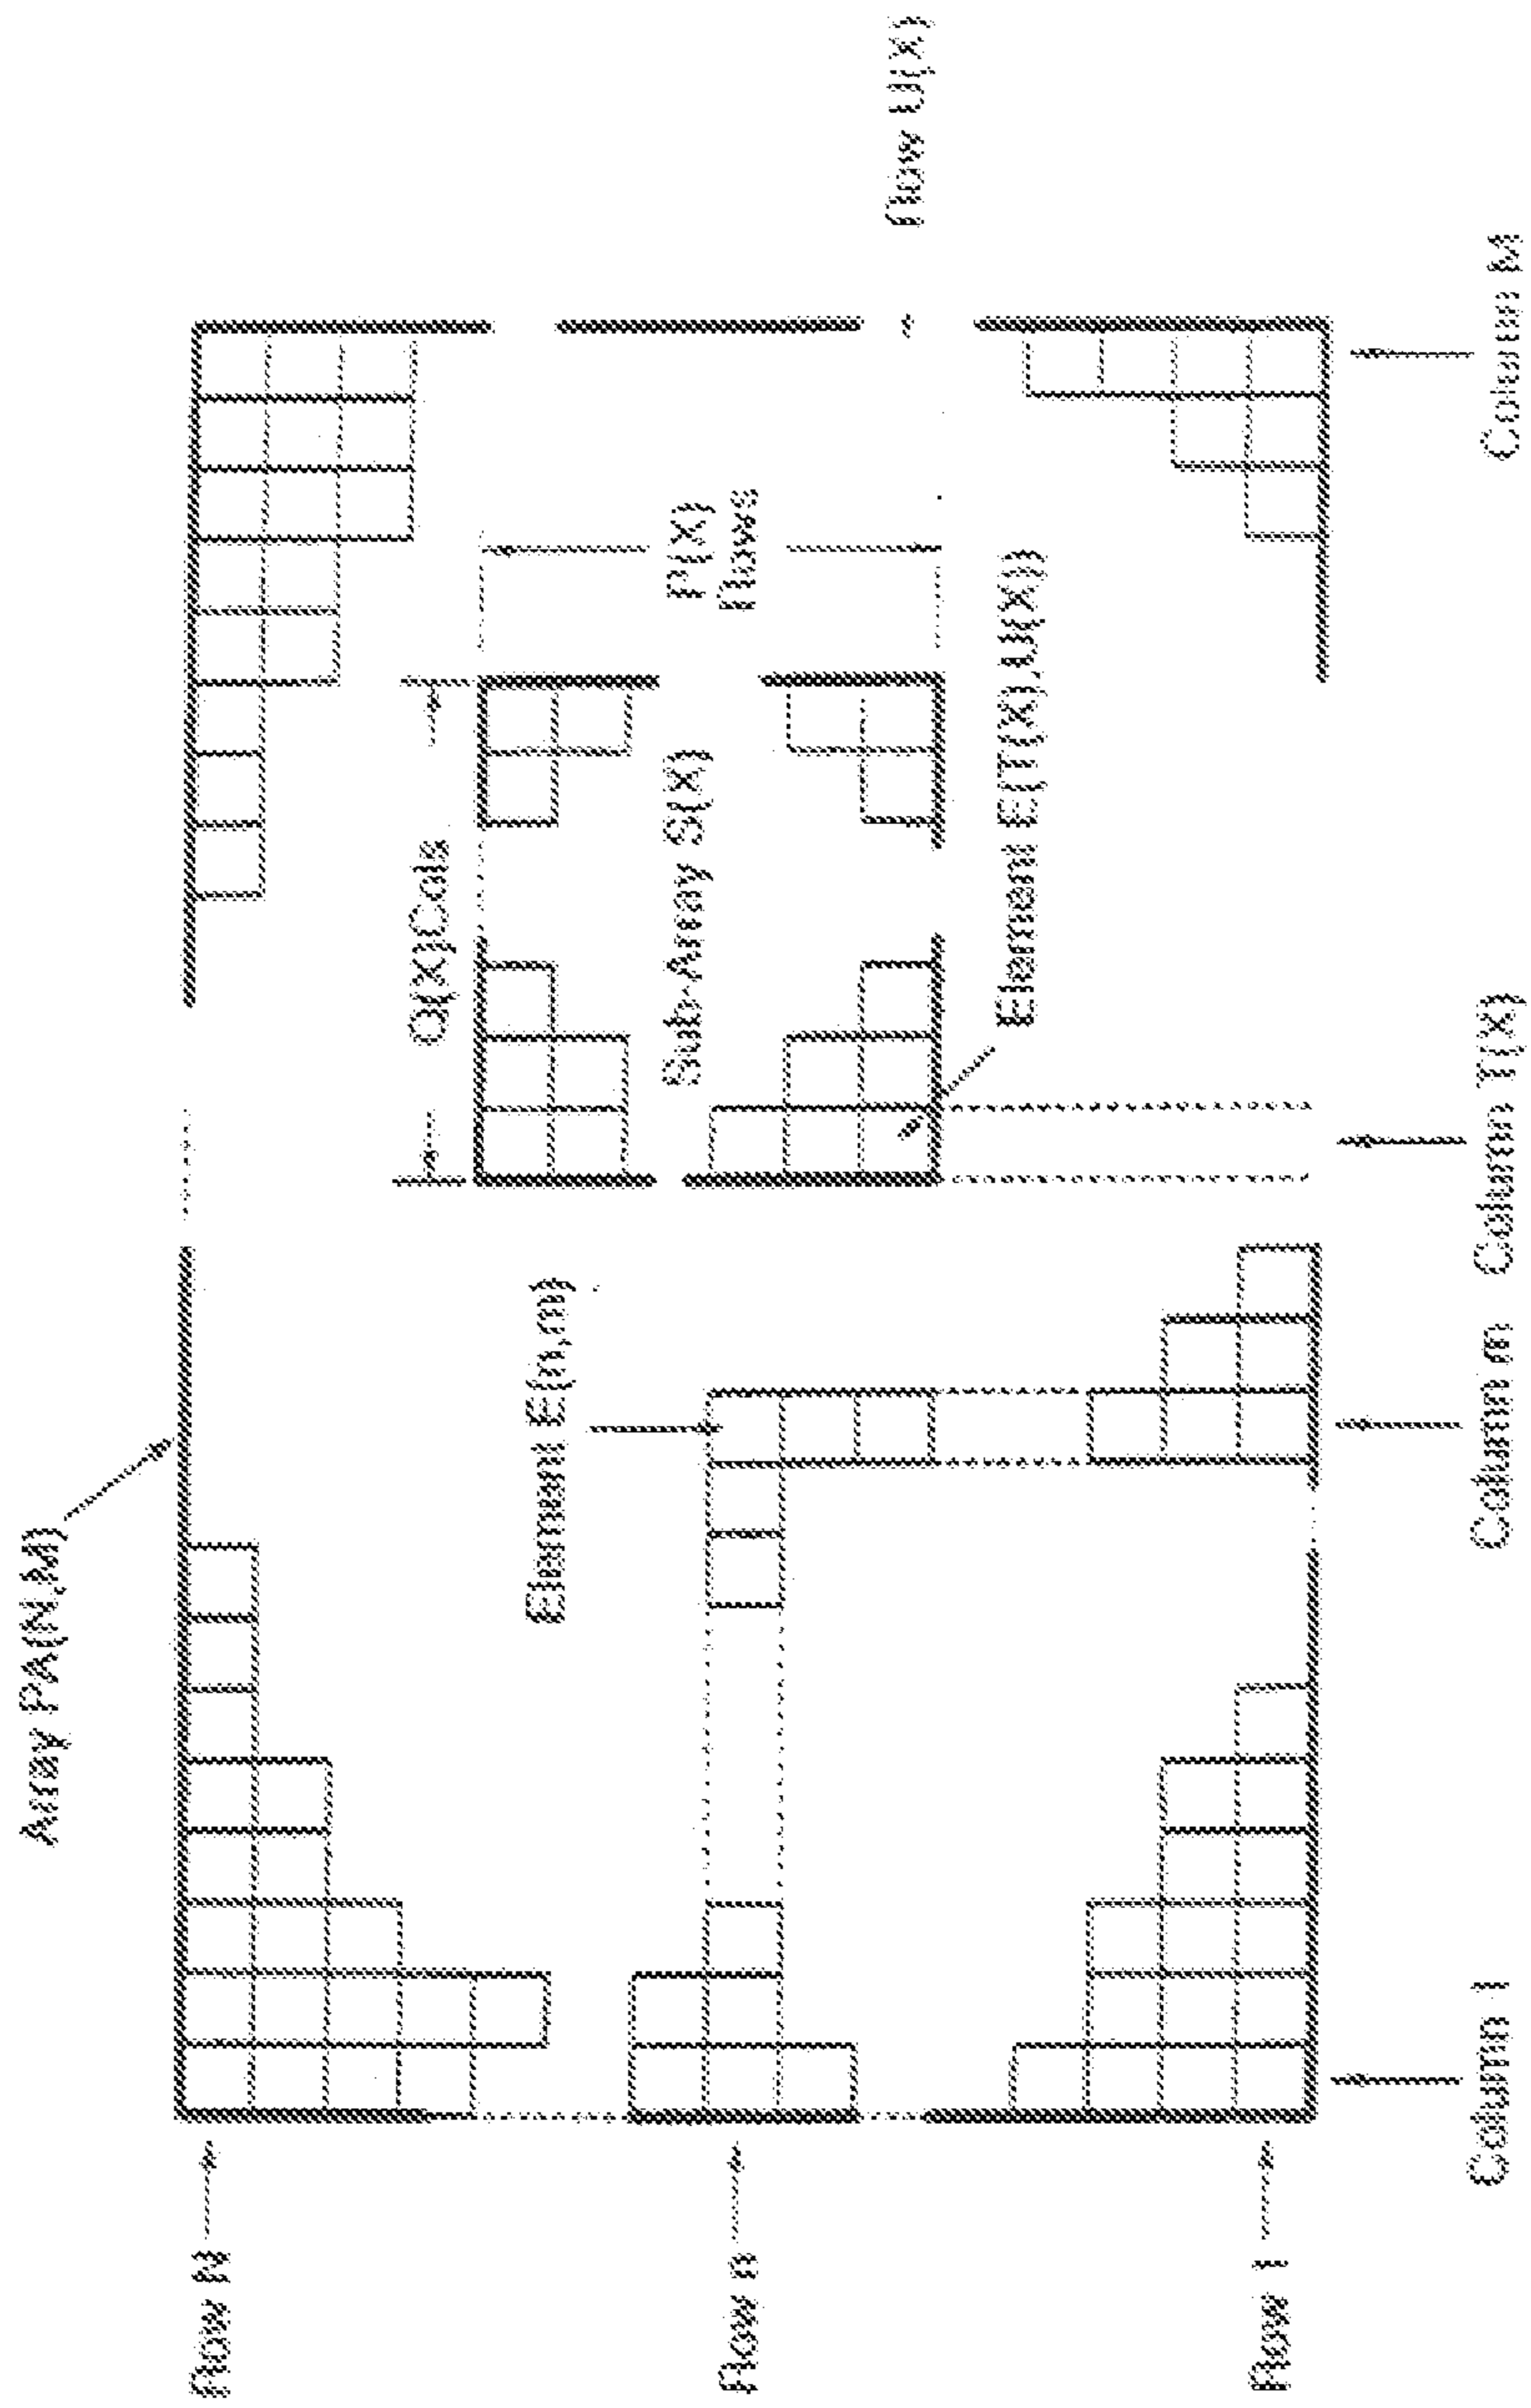 Array PA(N,M)
Row N
Q(X)Cols
P(X)
Rows
Element E(n,m)
Sub-Array S(X)
Row n
Row U(X)
Element E(T(X),U(X))
Row 1
Column 1
Column m
Column T(X)
Column M